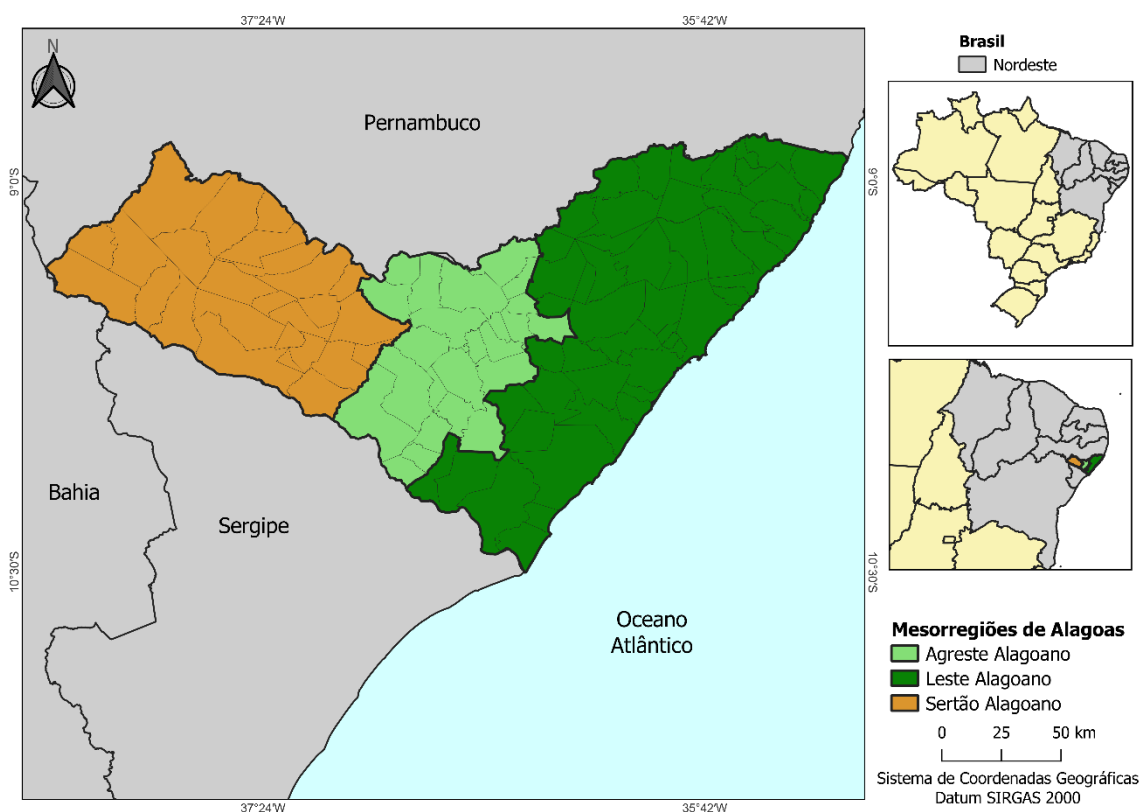 37°24'W
35°42'W
N
Pernambuco
9°0'S
9°0'S
Bahia
Sergipe
10°30'S
10°30'S
Oceano
Atlântico
37°24'W
35°42'W
Brasil
Nordeste
Mesorregiões de Alagoas
Agreste Alagoano
Leste Alagoano
Sertão Alagoano
0 25 50 km
Sistema de Coordenadas Geográficas
Datum SIRGAS 2000